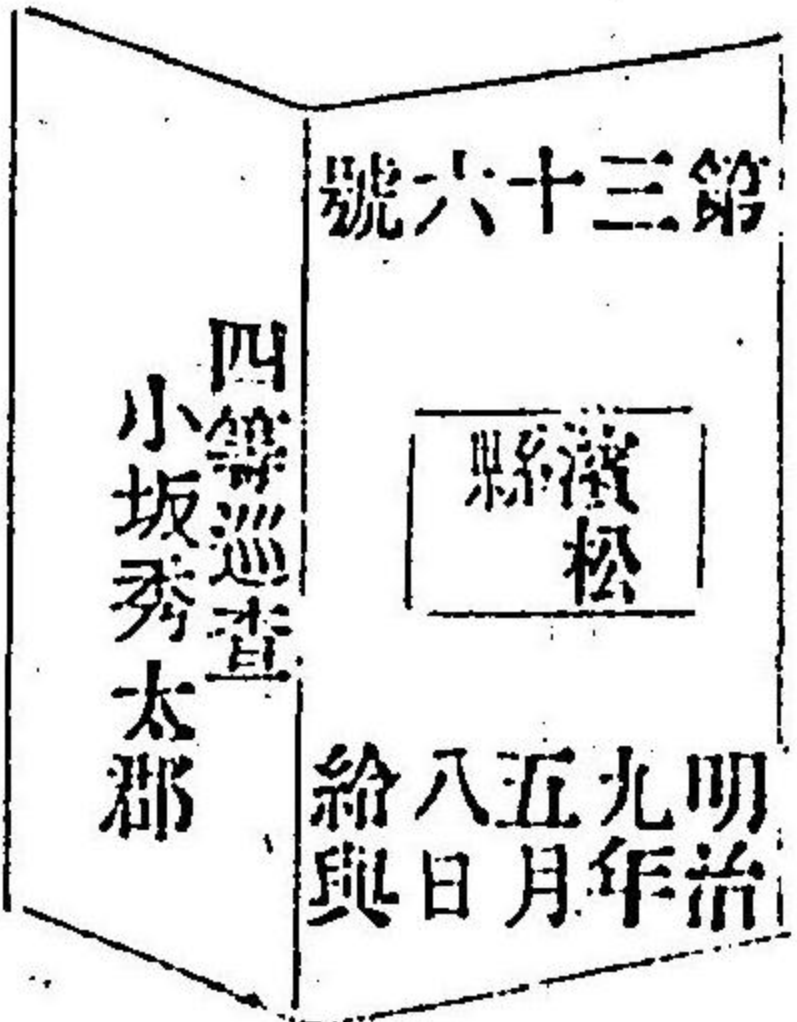 第三十六號
濱松
縣
明治
九年
五月
八日
給與
四等巡査
小坂秀太郎